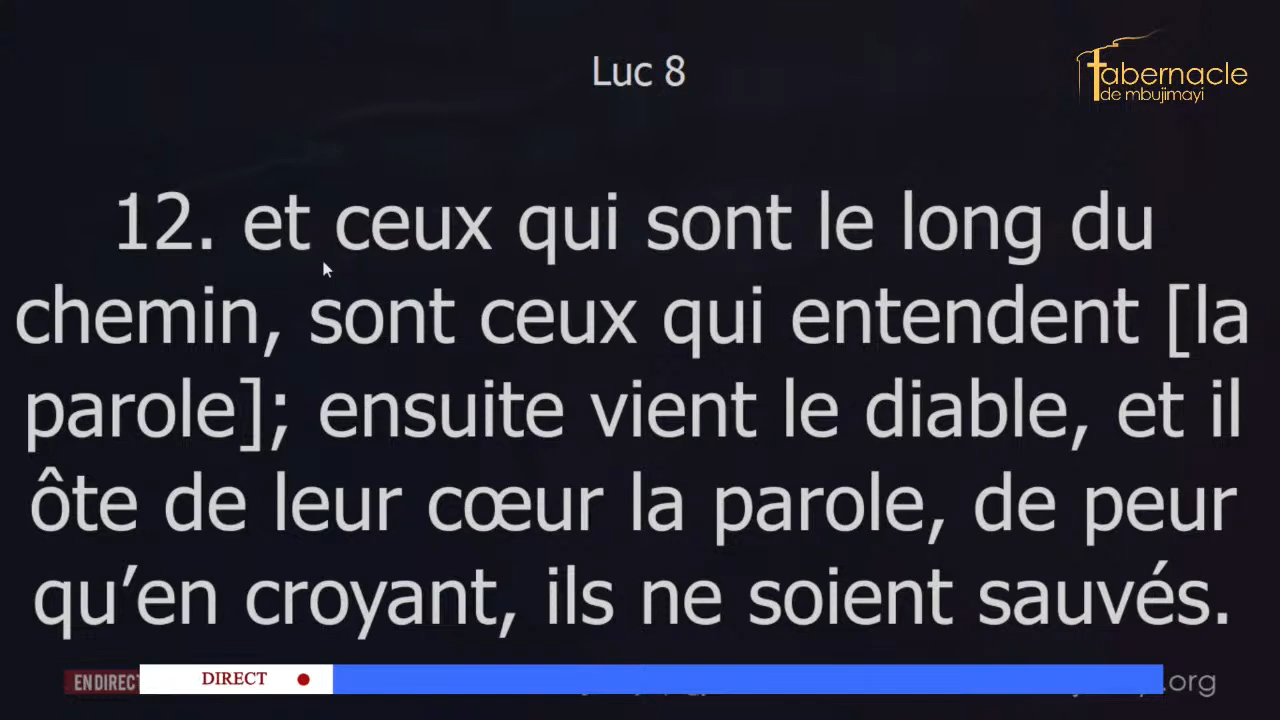 Luc 8
tabernacle
de mbujimayi
12. et ceux qui sont le long du
chemin, sont ceux qui entendent [la
parole]; ensuite vient le diable, et il
ôte de leur cœur la parole, de peur
qu’en croyant, ils ne soient sauvés.
EN DIRECT
DIRECT
.org